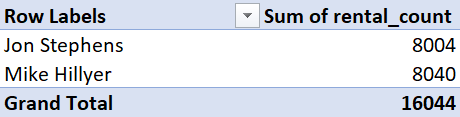 Row Labels Sum of rental_count
Jon Stephens 8004
Mike Hillyer 8040
Grand Total 16044